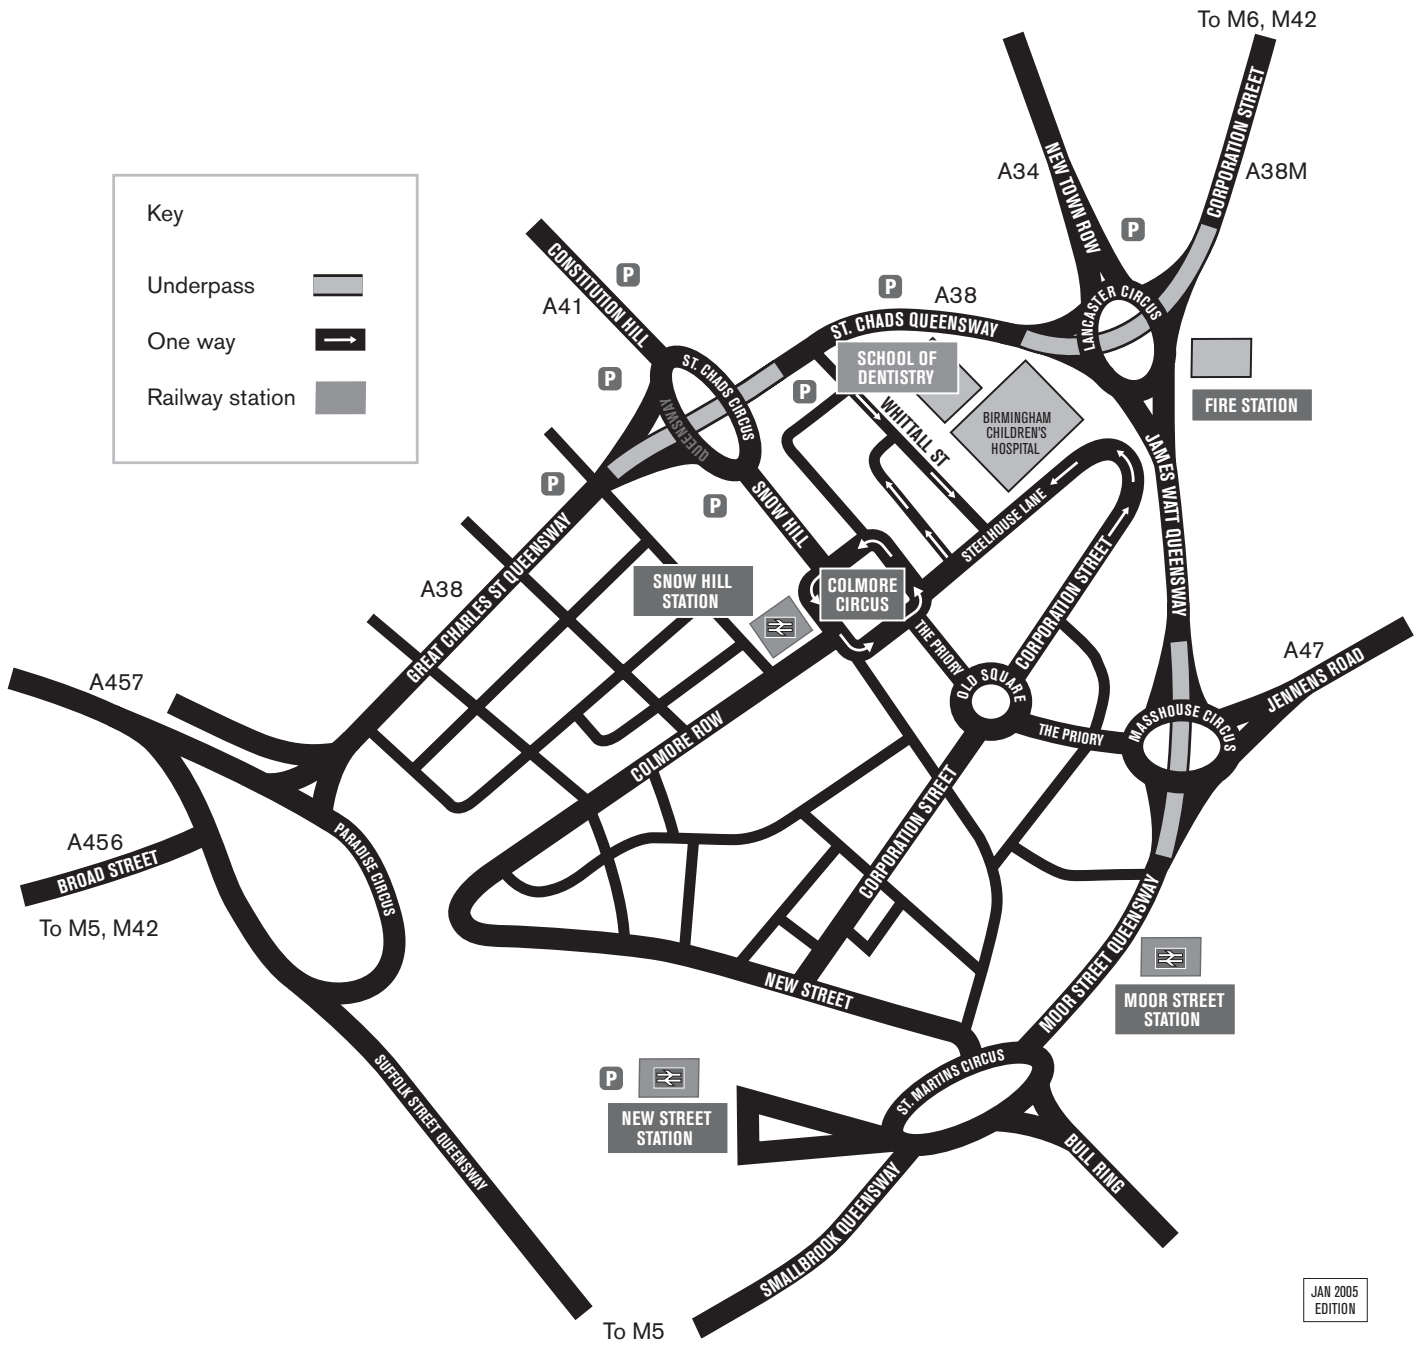 To M6, M42
CORPORATION STREET
A38M
NEW TOWN ROW
A34
P
LANCASTER CIRCUS
Key
Underpass
One way
Railway station
CONSTITUTION HILL
A41
P
P
A38
ST. CHADS QUEENSWAY
ST. CHADS CIRCUS
QUEENSWAY
P
P
SCHOOL OF
DENTISTRY
WHITTALL ST
BIRMINGHAM
CHILDREN'S
HOSPITAL
FIRE STATION
P
P
SNOW HILL
STEELHOUSE LANE
JAMES WATT QUEENSWAY
CORPORATION STREET
GREAT CHARLES ST QUEENSWAY
A38
SNOW HILL
STATION
COLMORE
CIRCUS
THE PRIORY
OLD SQUARE
THE PRIORY
MASSHOUSE CIRCUS
A47
JENNENS ROAD
A457
COLMORE ROW
A456
BROAD STREET
To M5, M42
PARADISE CIRCUS
CORPORATION STREET
NEW STREET
MOOR STREET QUEENSWAY
MOOR STREET
STATION
SUFFOLK STREET QUEENSWAY
P
NEW STREET
STATION
ST. MARTINS CIRCUS
BULL RING
SMALLBROOK QUEENSWAY
To M5
JAN 2005
EDITION